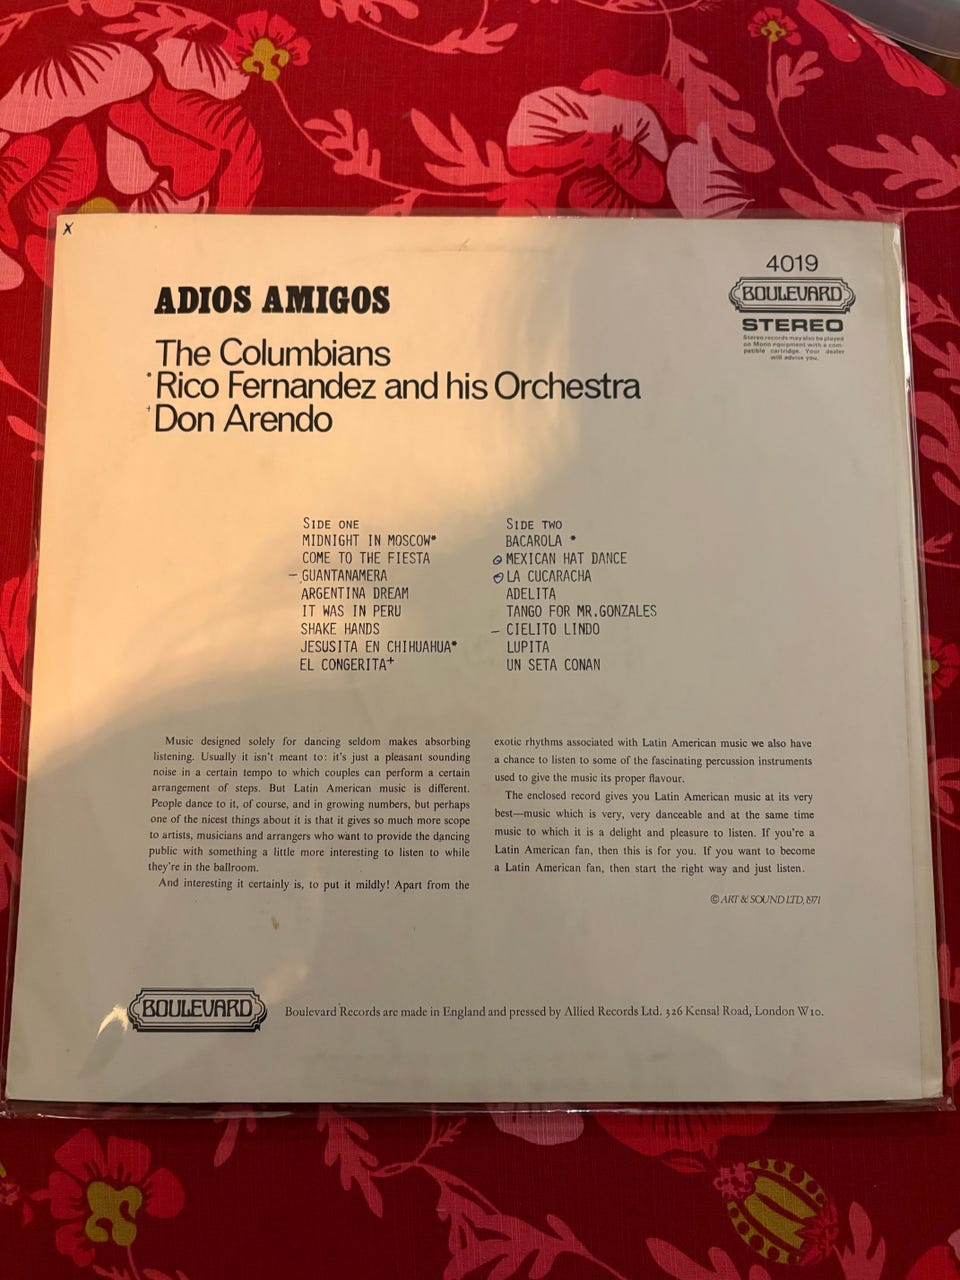 x
4019
BOULEVARD
STEREO
Stereo records may also be played
on Mono equipment with a com-
patible cartridge. Your dealer
will advise you.
ADIOS AMIGOS
The Columbians
*Rico Fernandez and his Orchestra
+Don Arendo
SIDE ONE
MIDNIGHT IN MOSCOW*
COME TO THE FIESTA
- GUANTANAMERA
ARGENTINA DREAM
IT WAS IN PERU
SHAKE HANDS
JESUSITA EN CHIHUAHUA*
EL CONGERITA+
SIDE TWO
BACAROLA *
MEXICAN HAT DANCE
LA CUCARACHA
ADELITA
TANGO FOR MR.GONZALES
- CIELITO LINDO
LUPITA
UN SETA CONAN
Music designed solely for dancing seldom makes absorbing
listening. Usually it isn't meant to: it's just a pleasant sounding
noise in a certain tempo to which couples can perform a certain
arrangement of steps. But Latin American music is different.
People dance to it, of course, and in growing numbers, but perhaps
one of the nicest things about it is that it gives so much more scope
to artists, musicians and arrangers who want to provide the dancing
public with something a little more interesting to listen to while
they're in the ballroom.
And interesting it certainly is, to put it mildly! Apart from the
exotic rhythms associated with Latin American music we also have
a chance to listen to some of the fascinating percussion instruments
used to give the music its proper flavour.
The enclosed record gives you Latin American music at its very
best—music which is very, very danceable and at the same time
music to which it is a delight and pleasure to listen. If you're a
Latin American fan, then this is for you. If you want to become
a Latin American fan, then start the right way and just listen.
© ART & SOUND LTD, 1971
BOULEVARD
Boulevard Records are made in England and pressed by Allied Records Ltd. 326 Kensal Road, London W10.